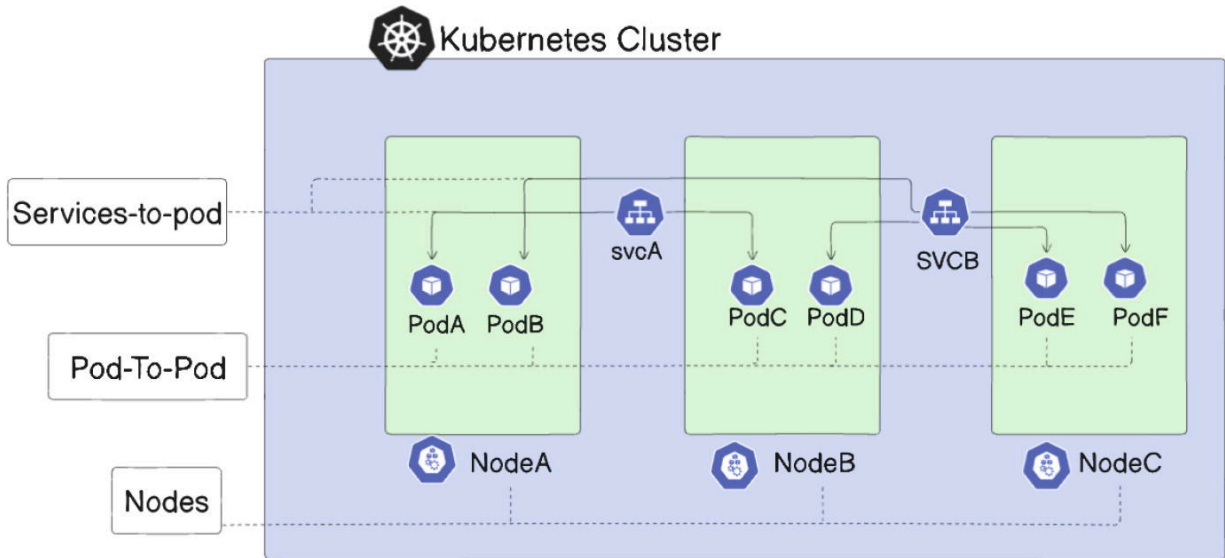 Kubernetes Cluster
Services-to-pod
svcA
SVCB
PodA
PodB
PodC
PodD
PodE
PodF
Pod-To-Pod
NodeA
NodeB
NodeC
Nodes